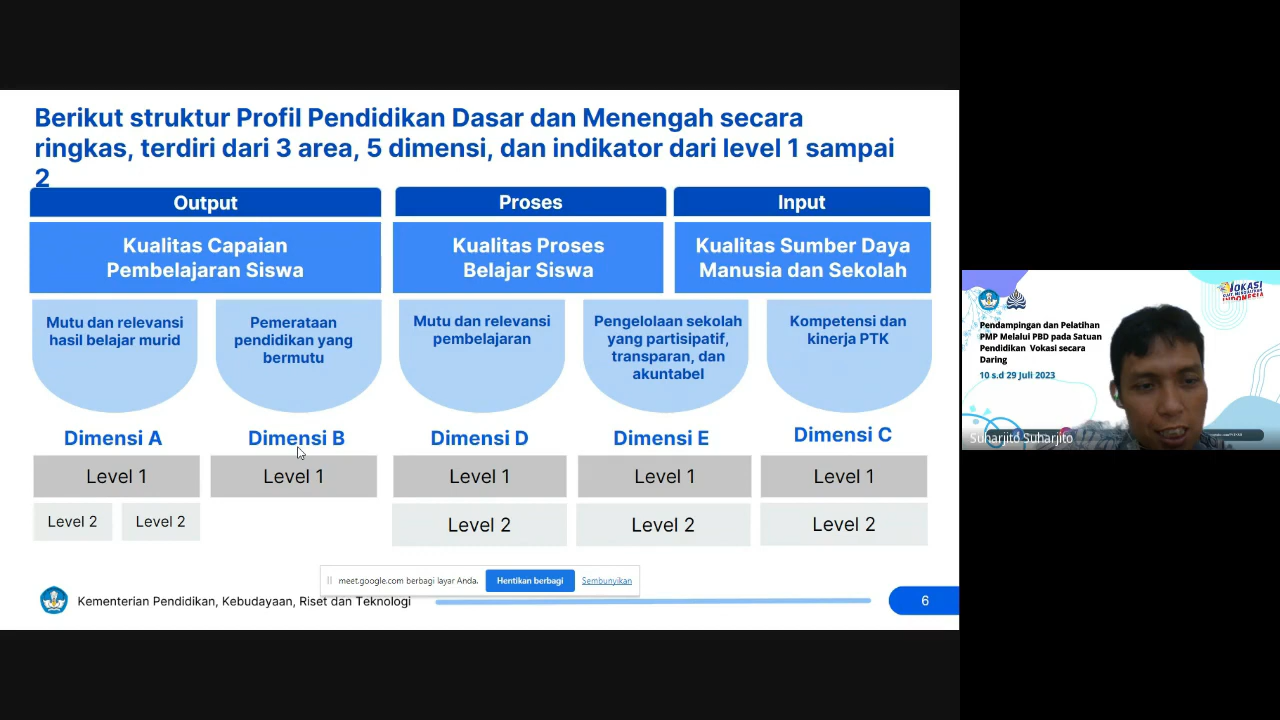 Berikut struktur Profil Pendidikan Dasar dan Menengah secara
ringkas, terdiri dari 3 area, 5 dimensi, dan indikator dari level 1 sampai
2
Output
Proses
Input
Kualitas Capaian
Pembelajaran Siswa
Kualitas Proses
Belajar Siswa
Kualitas Sumber Daya
Manusia dan Sekolah
Mutu dan relevansi
hasil belajar murid
Pemerataan
pendidikan yang
bermutu
Mutu dan relevansi
pembelajaran
Pengelolaan sekolah
yang partisipatif,
transparan, dan
akuntabel
Kompetensi dan
kinerja PTK
Dimensi A
Dimensi B
Dimensi D
Dimensi E
Dimensi C
Level 1
Level 1
Level 1
Level 1
Level 1
Level 2
Level 2
Level 2
Level 2
Level 2
meet.google.com berbagi layar Anda.
Hentikan berbagi
Sembunyikan
Kementerian Pendidikan, Kebudayaan, Riset dan Teknologi
6
VOKASI
INDONESIA
Pendampingan dan Pelatihan
PMP Melalui PBD pada Satuan
Pendidikan Vokasi secara
Daring
10 s.d 29 Juli 2023
Suharjito Suharjito